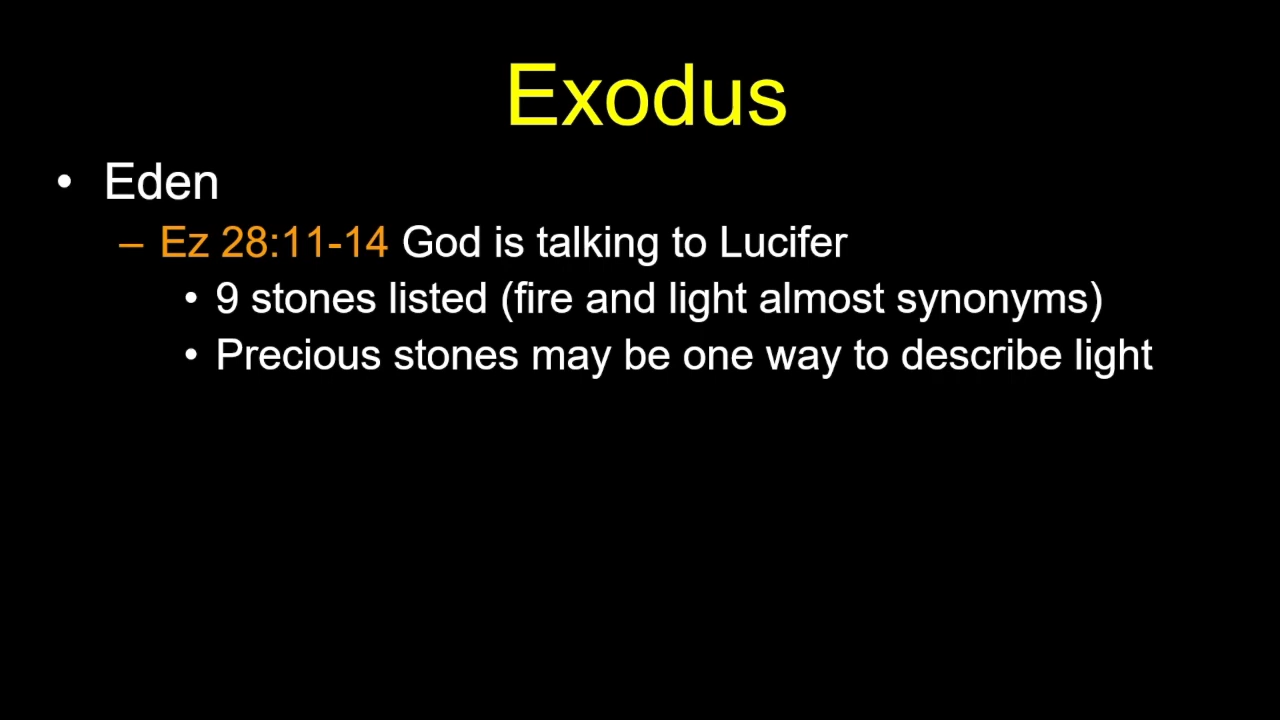 Exodus
• Eden
– Ez 28:11-14 God is talking to Lucifer
• 9 stones listed (fire and light almost synonyms)
• Precious stones may be one way to describe light